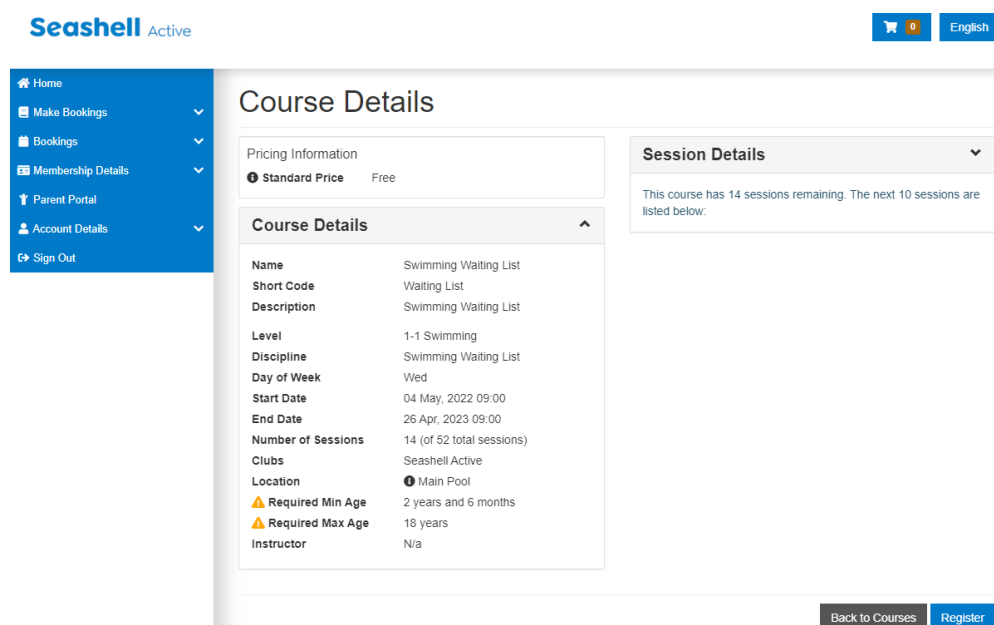 Seashell Active
0
English
Home
Make Bookings
Bookings
Membership Details
Parent Portal
Account Details
Sign Out
Course Details
Pricing Information
Standard Price Free
Course Details
Name Swimming Waiting List
Short Code Waiting List
Description Swimming Waiting List
Level 1-1 Swimming
Discipline Swimming Waiting List
Day of Week Wed
Start Date 04 May, 2022 09:00
End Date 26 Apr, 2023 09:00
Number of Sessions 14 (of 52 total sessions)
Clubs Seashell Active
Location Main Pool
Required Min Age 2 years and 6 months
Required Max Age 18 years
Instructor N/a
Session Details
This course has 14 sessions remaining. The next 10 sessions are
listed below:
Back to Courses
Register